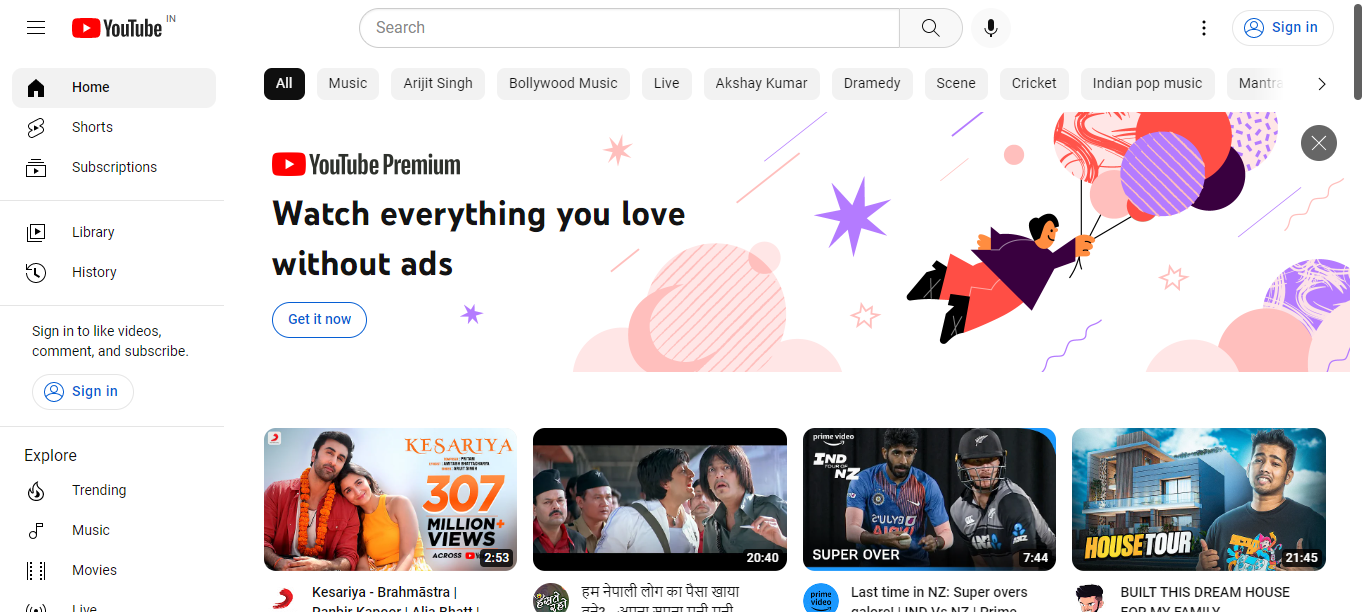 YouTube IN
Search
Sign in
Home
Shorts
Subscriptions
Library
History
Sign in to like videos,
comment, and subscribe.
Sign in
Explore
Trending
Music
Movies
Live
All
Music
Arijit Singh
Bollywood Music
Live
Akshay Kumar
Dramedy
Scene
Cricket
Indian pop music
Mantra
YouTube Premium
Watch everything you love
without ads
Get it now
KESARIYA
307
MILLION+
VIEWS
ACROSS
2:53
Kesariya - Brahmāstra |
Ranbir Kapoor | Alia Bhatt |
20:40
हम नेपाली लोग का पैसा खाया
prime video
IND
TOUR OF
NZ
SUPER OVER
7:44
prime
video
Last time in NZ: Super overs
galore! | IND Vs NZ | Prime
HOUSE TOUR
21:45
BUILT THIS DREAM HOUSE
FOR MY FAMILY